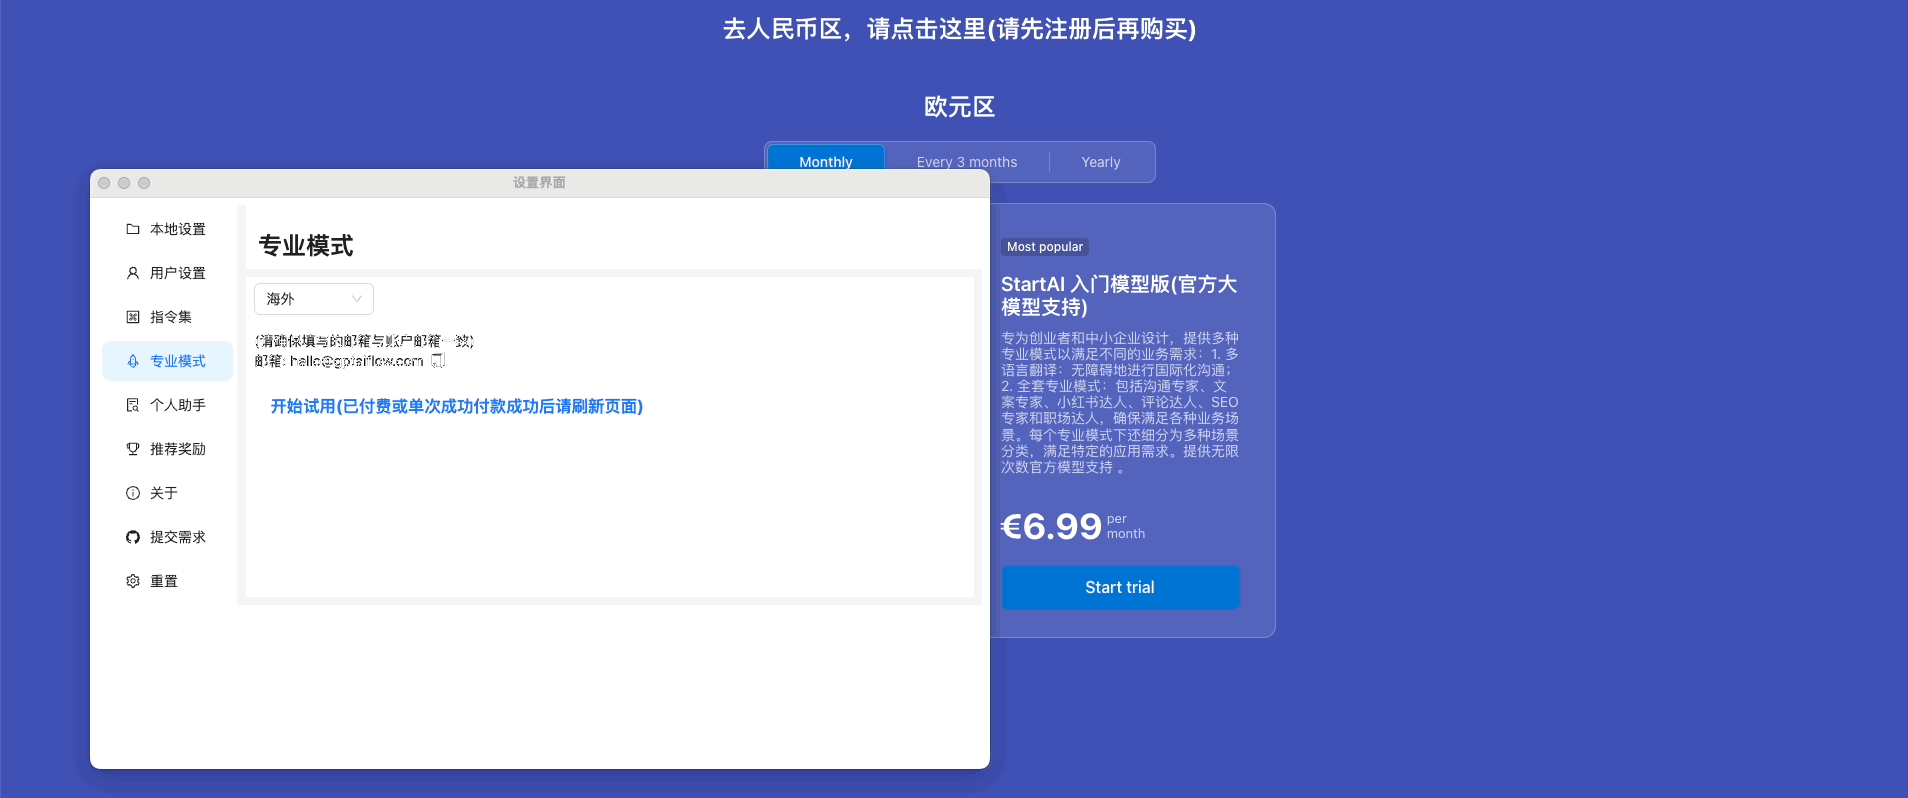 去人民币区，请点击这里(请先注册后再购买)
欧元区
Monthly
Every 3 months
Yearly
设置界面
本地设置
用户设置
指令集
专业模式
个人助手
推荐奖励
关于
提交需求
重置
专业模式
海外
(请确保填写的邮箱与账户邮箱一致)
邮箱: hello@gptaiflow.com
开始试用(已付费或单次成功付款成功后请刷新页面)
Most popular
StartAI 入门模型版(官方大
模型支持)
专为创业者和中小企业设计，提供多种
专业模式以满足不同的业务需求：1. 多
语言翻译：无障碍地进行国际化沟通；
2. 全套专业模式：包括沟通专家、文
案专家、小红书达人、评论达人、SEO
专家和职场达人，确保满足各种业务场
景。每个专业模式下还细分为多种场景
分类，满足特定的应用需求。提供无限
次数官方模型支持 。
€6.99 per
month
Start trial